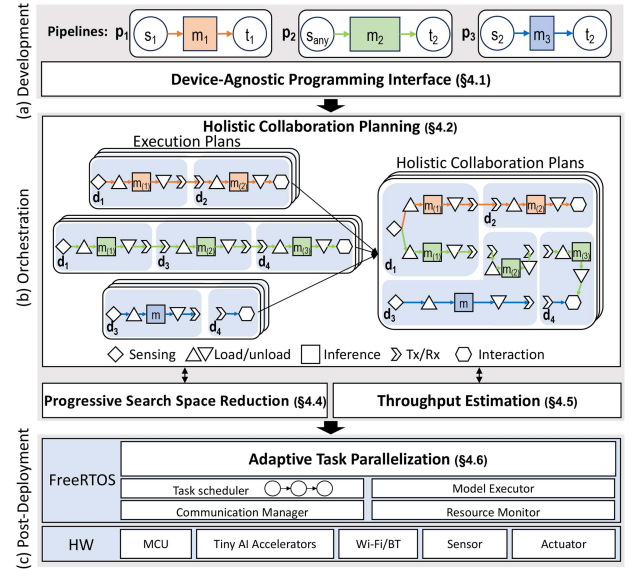 (a) Development
Pipelines: p1 s1 m1 t1 p2 sany m2 t2 p3 s2 m3 t2
Device-Agnostic Programming Interface (§4.1)
(b) Orchestration
Holistic Collaboration Planning (§4.2)
Execution Plans
Holistic Collaboration Plans
d1 m(1) d2 m(2)
d1 m(1) d3 m(2) d4 m(3)
d3 m d4
m(1) d2 m(2)
d1 m(1) m(2) m(3)
d3 m d4
Sensing Load/unload Inference Tx/Rx Interaction
Progressive Search Space Reduction (§4.4)
Throughput Estimation (§4.5)
(c) Post-Deployment
FreeRTOS
Adaptive Task Parallelization (§4.6)
Task scheduler
Model Executor
Communication Manager
Resource Monitor
HW
MCU
Tiny AI Accelerators
Wi-Fi/BT
Sensor
Actuator